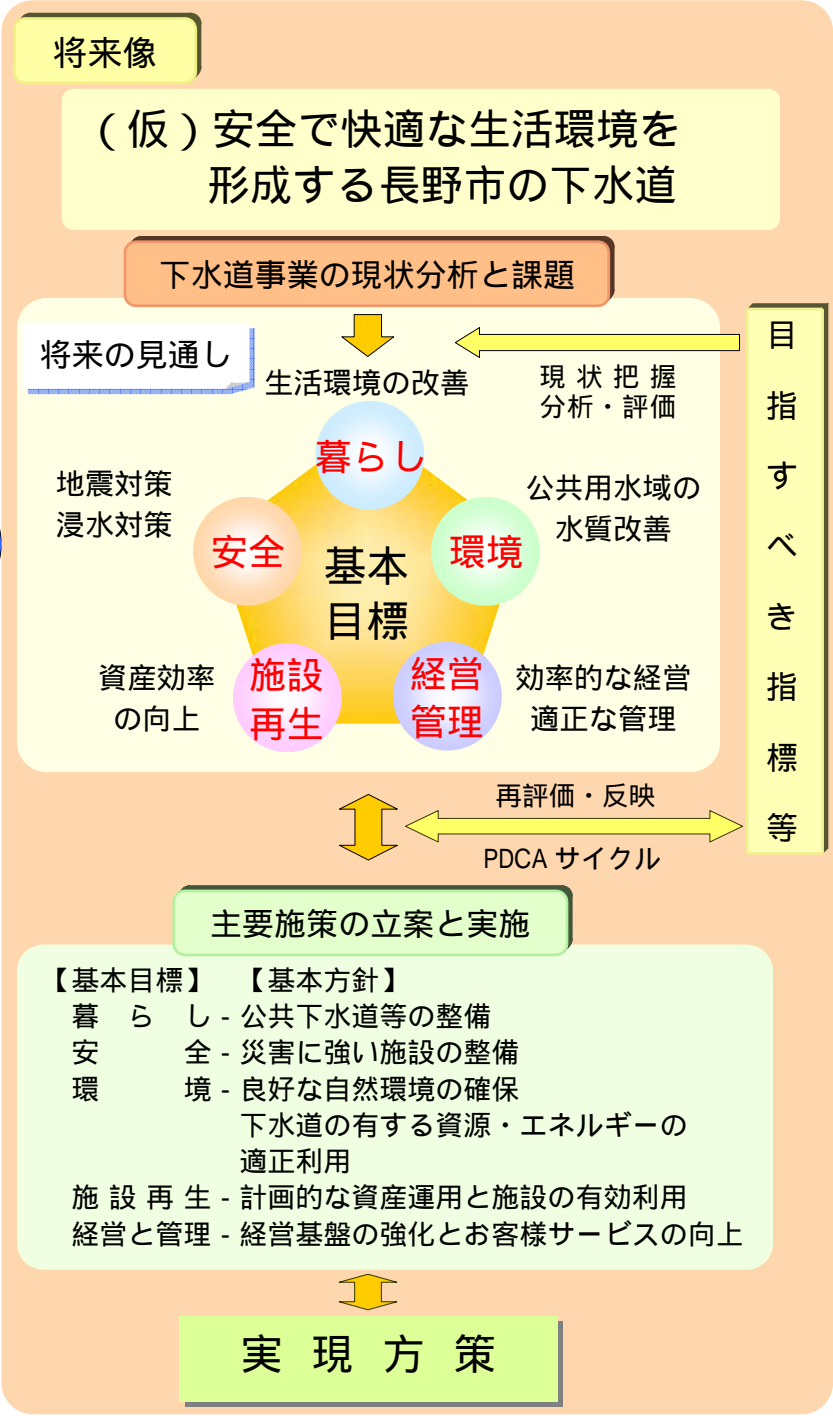 将来像
（仮）安全で快適な生活環境を
形成する長野市の下水道
下水道事業の現状分析と課題
将来の見通し
生活環境の改善
現状把握
分析・評価
目指すべき指標等
暮らし
地震対策
浸水対策
安全
公共用水域の
水質改善
環境
基本
目標
資産効率
の向上
施設
再生
経営
管理
効率的な経営
適正な管理
再評価・反映
PDCA サイクル
主要施策の立案と実施
【基本目標】　【基本方針】
暮らし - 公共下水道等の整備
安全 - 災害に強い施設の整備
環境 - 良好な自然環境の確保
下水道の有する資源・エネルギーの
適正利用
施設再生 - 計画的な資産運用と施設の有効利用
経営と管理 - 経営基盤の強化とお客様サービスの向上
実現方策